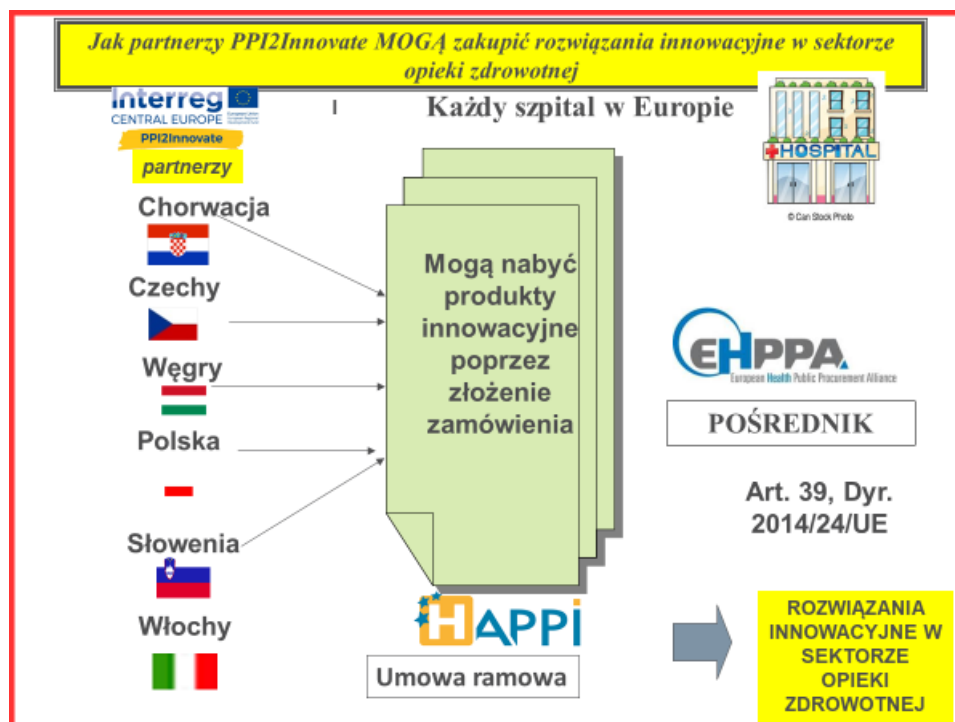 Jak partnerzy PPI2Innovate MOGĄ zakupić rozwiązania innowacyjne w sektorze
opieki zdrowotnej
Interreg
CENTRAL EUROPE
PPI2Innovate
partnerzy
I
Każdy szpital w Europie
HOSPITAL
© Can Stock Photo
Chorwacja
Czechy
Węgry
Polska
Słowenia
Włochy
Mogą nabyć
produkty
innowacyjne
poprzez
złożenie
zamówienia
HAPPI
Umowa ramowa
EHPPA
European Health Public Procurement Alliance
POŚREDNIK
Art. 39, Dyr.
2014/24/UE
ROZWIĄZANIA
INNOWACYJNE W
SEKTORZE
OPIEKI
ZDROWOTNEJ